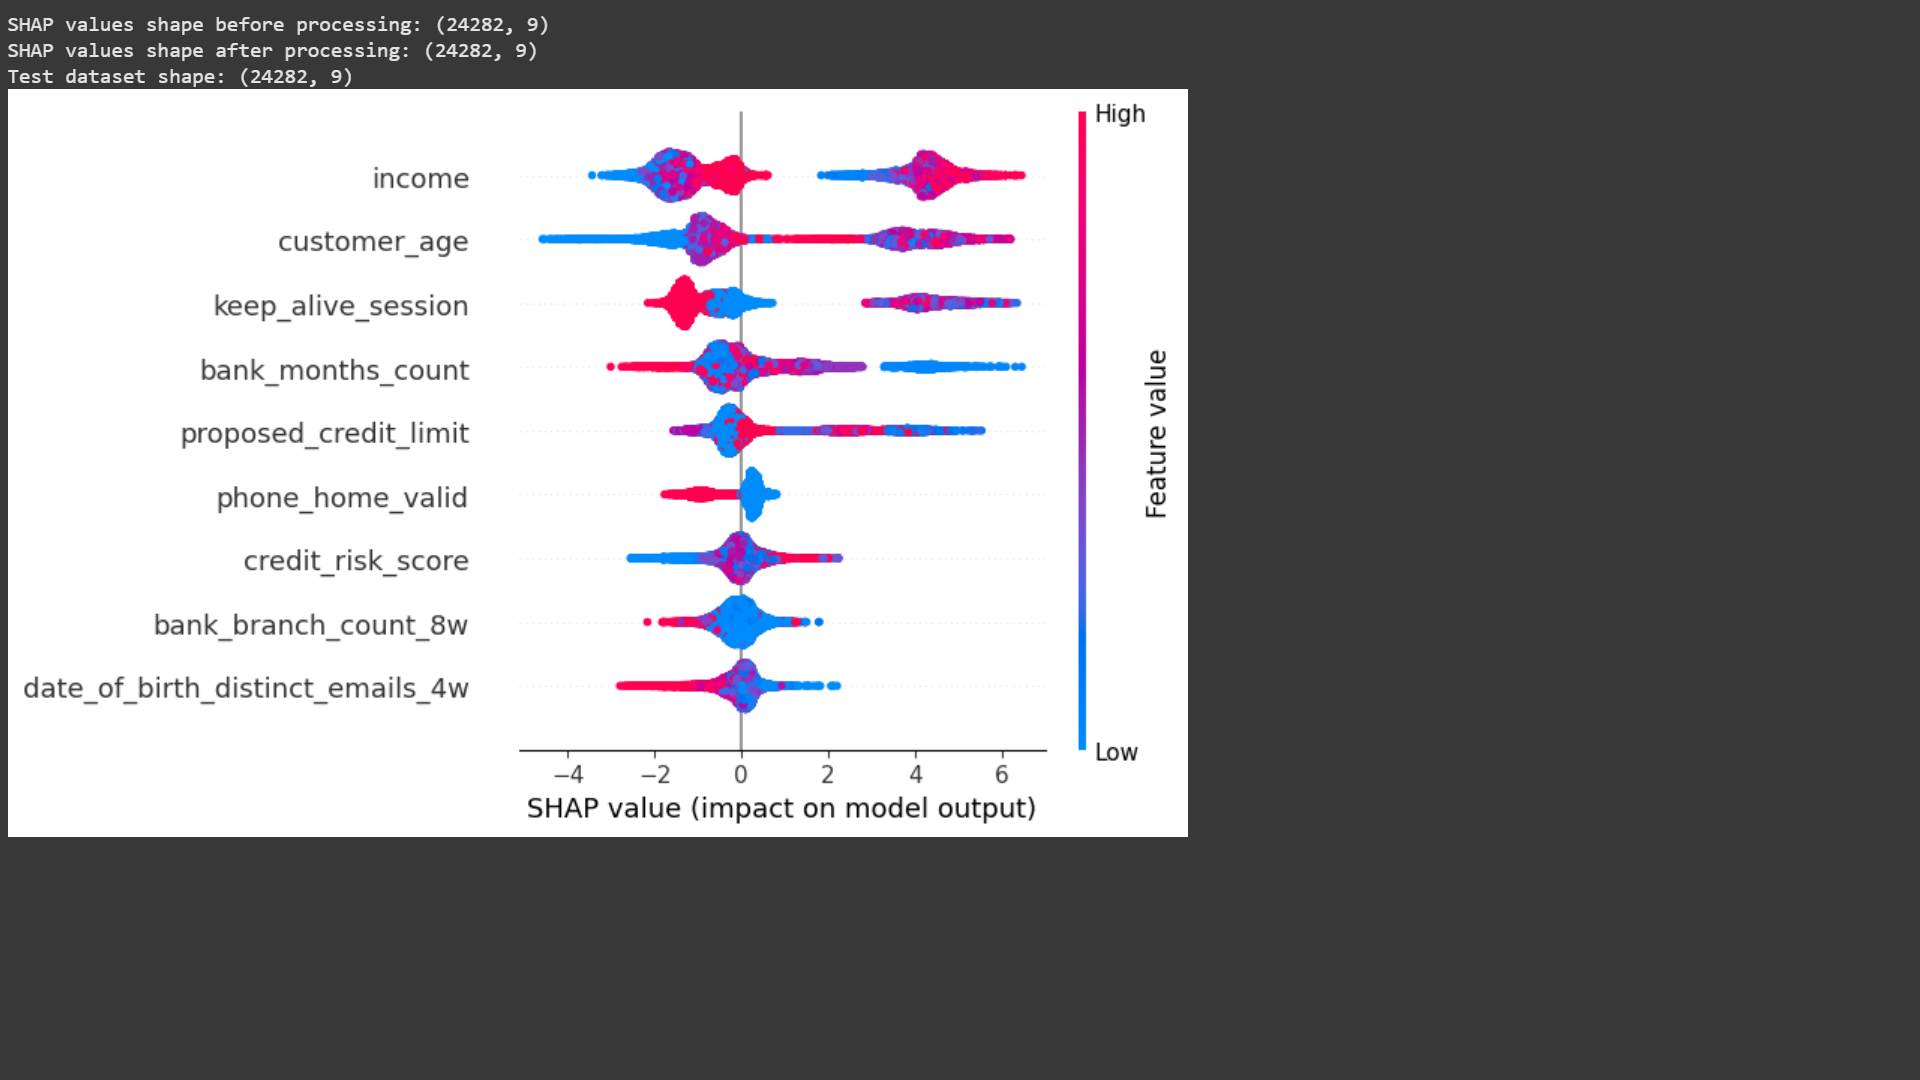 SHAP values shape before processing: (24282, 9)
SHAP values shape after processing: (24282, 9)
Test dataset shape: (24282, 9)
High
income
customer_age
keep_alive_session
bank_months_count
proposed_credit_limit
phone_home_valid
credit_risk_score
bank_branch_count_8w
date_of_birth_distinct_emails_4w
Feature value
Low
−4 −2 0 2 4 6
SHAP value (impact on model output)